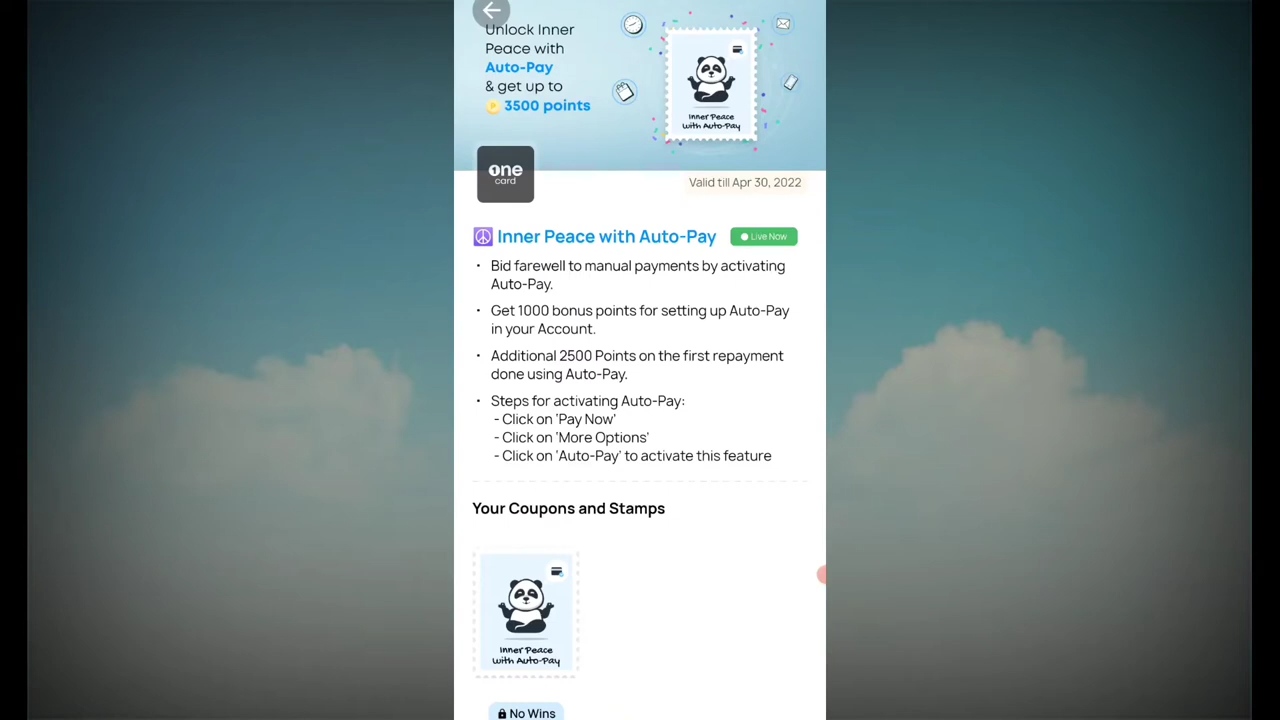 Unlock Inner
Peace with
Auto-Pay
& get up to
3500 points
Inner Peace
with Auto-Pay
one
card
Valid till Apr 30, 2022
Inner Peace with Auto-Pay
Live Now
· Bid farewell to manual payments by activating
Auto-Pay.
· Get 1000 bonus points for setting up Auto-Pay
in your Account.
· Additional 2500 Points on the first repayment
done using Auto-Pay.
· Steps for activating Auto-Pay:
- Click on ‘Pay Now’
- Click on ‘More Options’
- Click on ‘Auto-Pay’ to activate this feature
Your Coupons and Stamps
Inner Peace
with Auto-Pay
No Wins